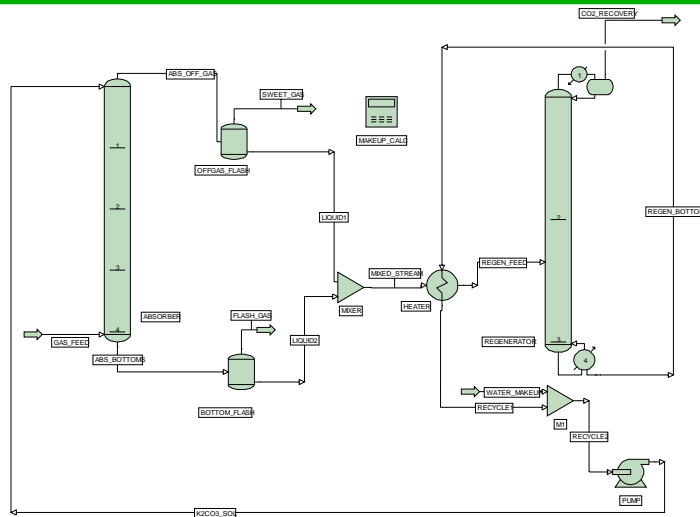 CO2_RECOVERY
1
ABS_OFF_GAS
SWEET_GAS
MAKEUP_CALC
OFFGAS_FLASH
1
2
3
4
LIQUID1
2
REGEN_BOTTO
REGEN_FEED
MIXED_STREAM
HEATER
MIXER
GAS_FEED
ABSORBER
FLASH_GAS
LIQUID2
REGENERATOR
3
4
ABS_BOTTOMS
BOTTOM_FLASH
WATER_MAKEUP
RECYCLE1
M1
RECYCLE2
PUMP
K2CO3_SOL